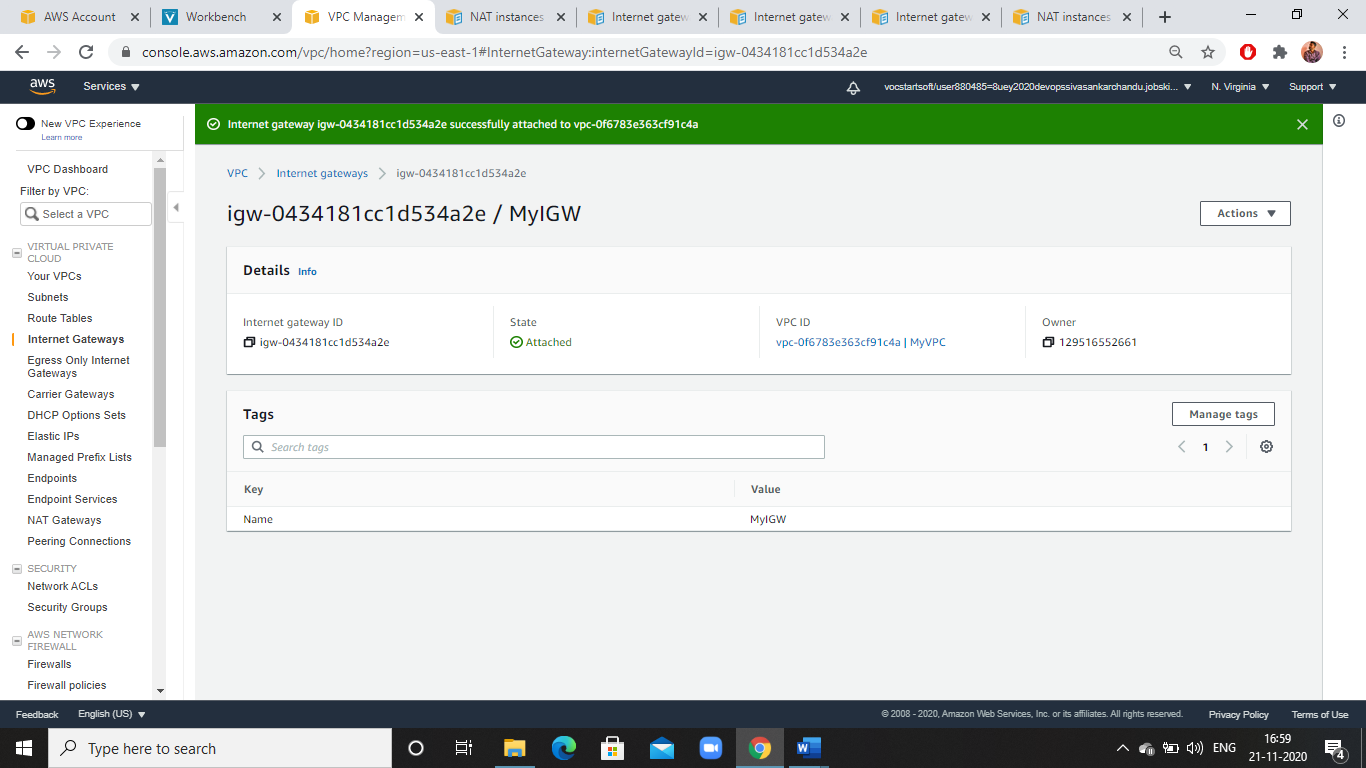 AWS Account
Workbench
VPC Managem
NAT instances
Internet gatew
Internet gatew
Internet gatew
NAT instances
console.aws.amazon.com/vpc/home?region=us-east-1#InternetGateway:internetGatewayId=igw-0434181cc1d534a2e
aws
Services
vocstartsoft/user880485=8uey2020devopssivasankarchandu.jobski...
N. Virginia
Support
New VPC Experience
Learn more
Internet gateway igw-0434181cc1d534a2e successfully attached to vpc-0f6783e363cf91c4a
VPC Dashboard
Filter by VPC:
Select a VPC
VIRTUAL PRIVATE
CLOUD
Your VPCs
Subnets
Route Tables
Internet Gateways
Egress Only Internet
Gateways
Carrier Gateways
DHCP Options Sets
Elastic IPs
Managed Prefix Lists
Endpoints
Endpoint Services
NAT Gateways
Peering Connections
SECURITY
Network ACLs
Security Groups
AWS NETWORK
FIREWALL
Firewalls
Firewall policies
VPC
Internet gateways
igw-0434181cc1d534a2e
igw-0434181cc1d534a2e / MyIGW
Actions
Details Info
Internet gateway ID
igw-0434181cc1d534a2e
State
Attached
VPC ID
vpc-0f6783e363cf91c4a | MyVPC
Owner
129516552661
Tags
Manage tags
Search tags
1
Key Value
Name MyIGW
Feedback
English (US)
© 2008 - 2020, Amazon Web Services, Inc. or its affiliates. All rights reserved.
Privacy Policy
Terms of Use
Type here to search
ENG
16:59
21-11-2020
4